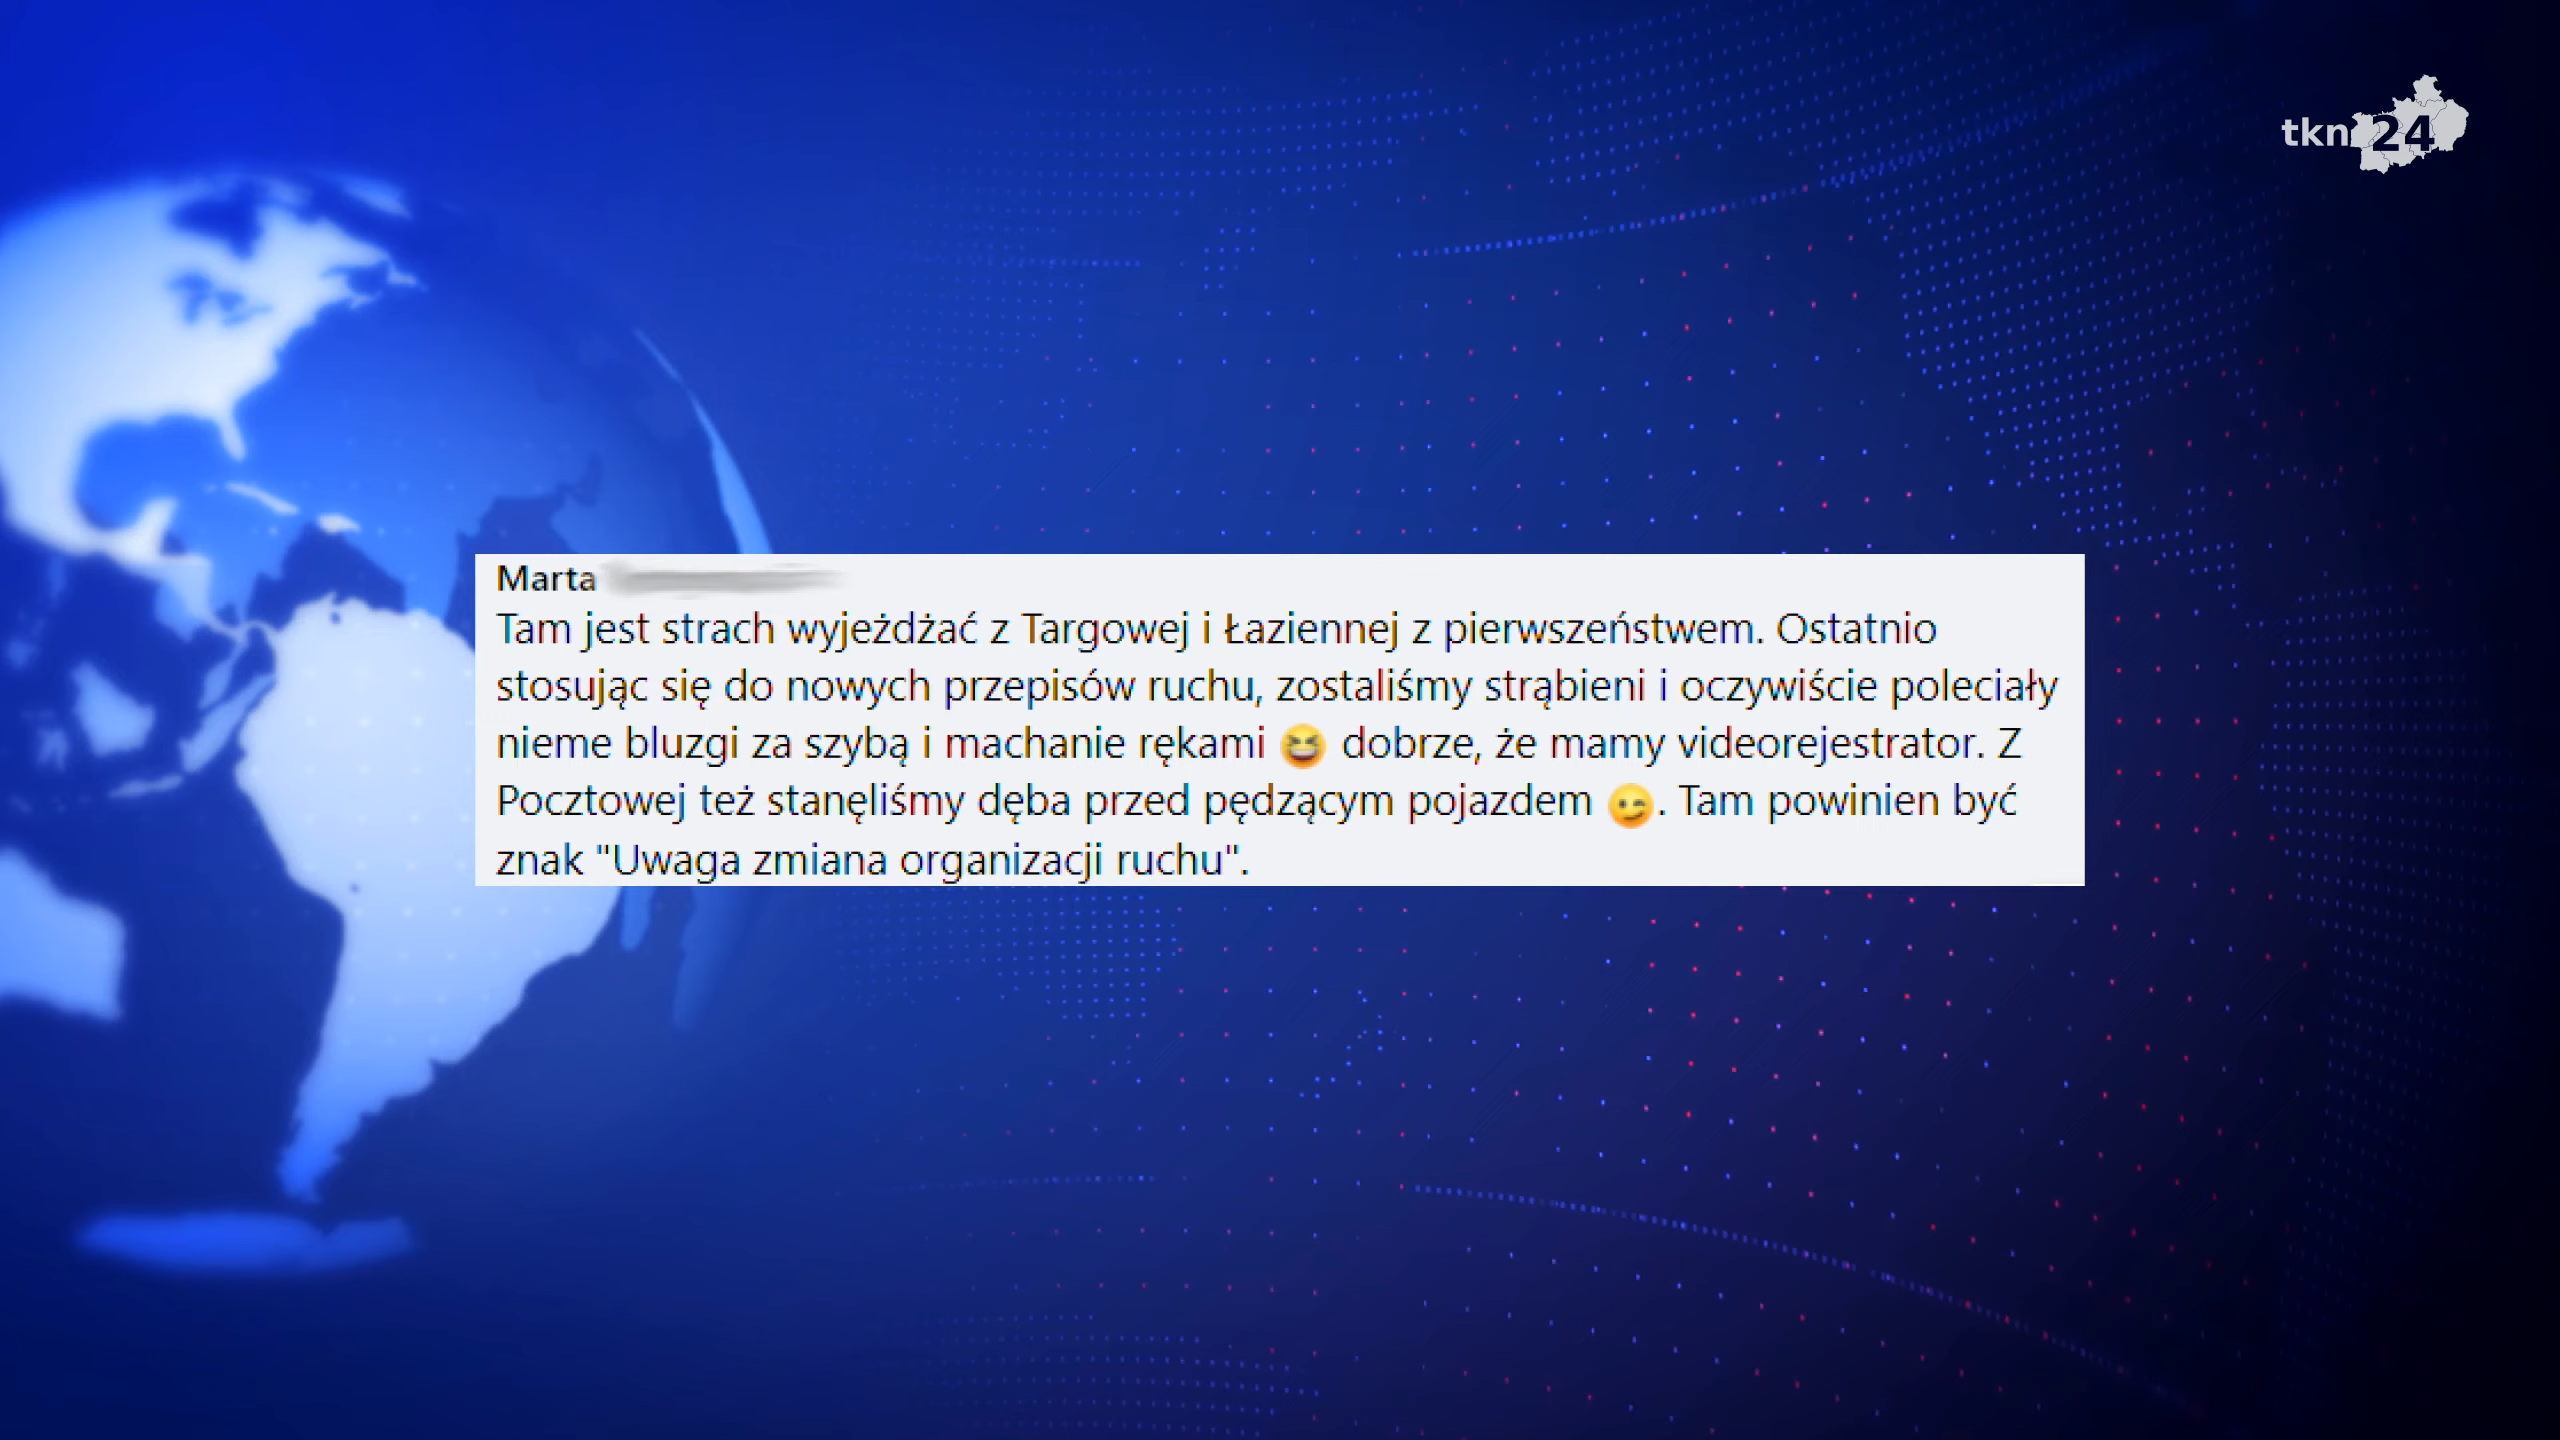 tkn 24
Marta
Tam jest strach wyjeżdżać z Targowej i Łaziennej z pierwszeństwem. Ostatnio
stosując się do nowych przepisów ruchu, zostaliśmy strąbieni i oczywiście poleciały
nieme bluzgi za szybą i machanie rękami 😆 dobrze, że mamy videorejestrator. Z
Pocztowej też stanęliśmy dęba przed pędzącym pojazdem 😉. Tam powinien być
znak "Uwaga zmiana organizacji ruchu".